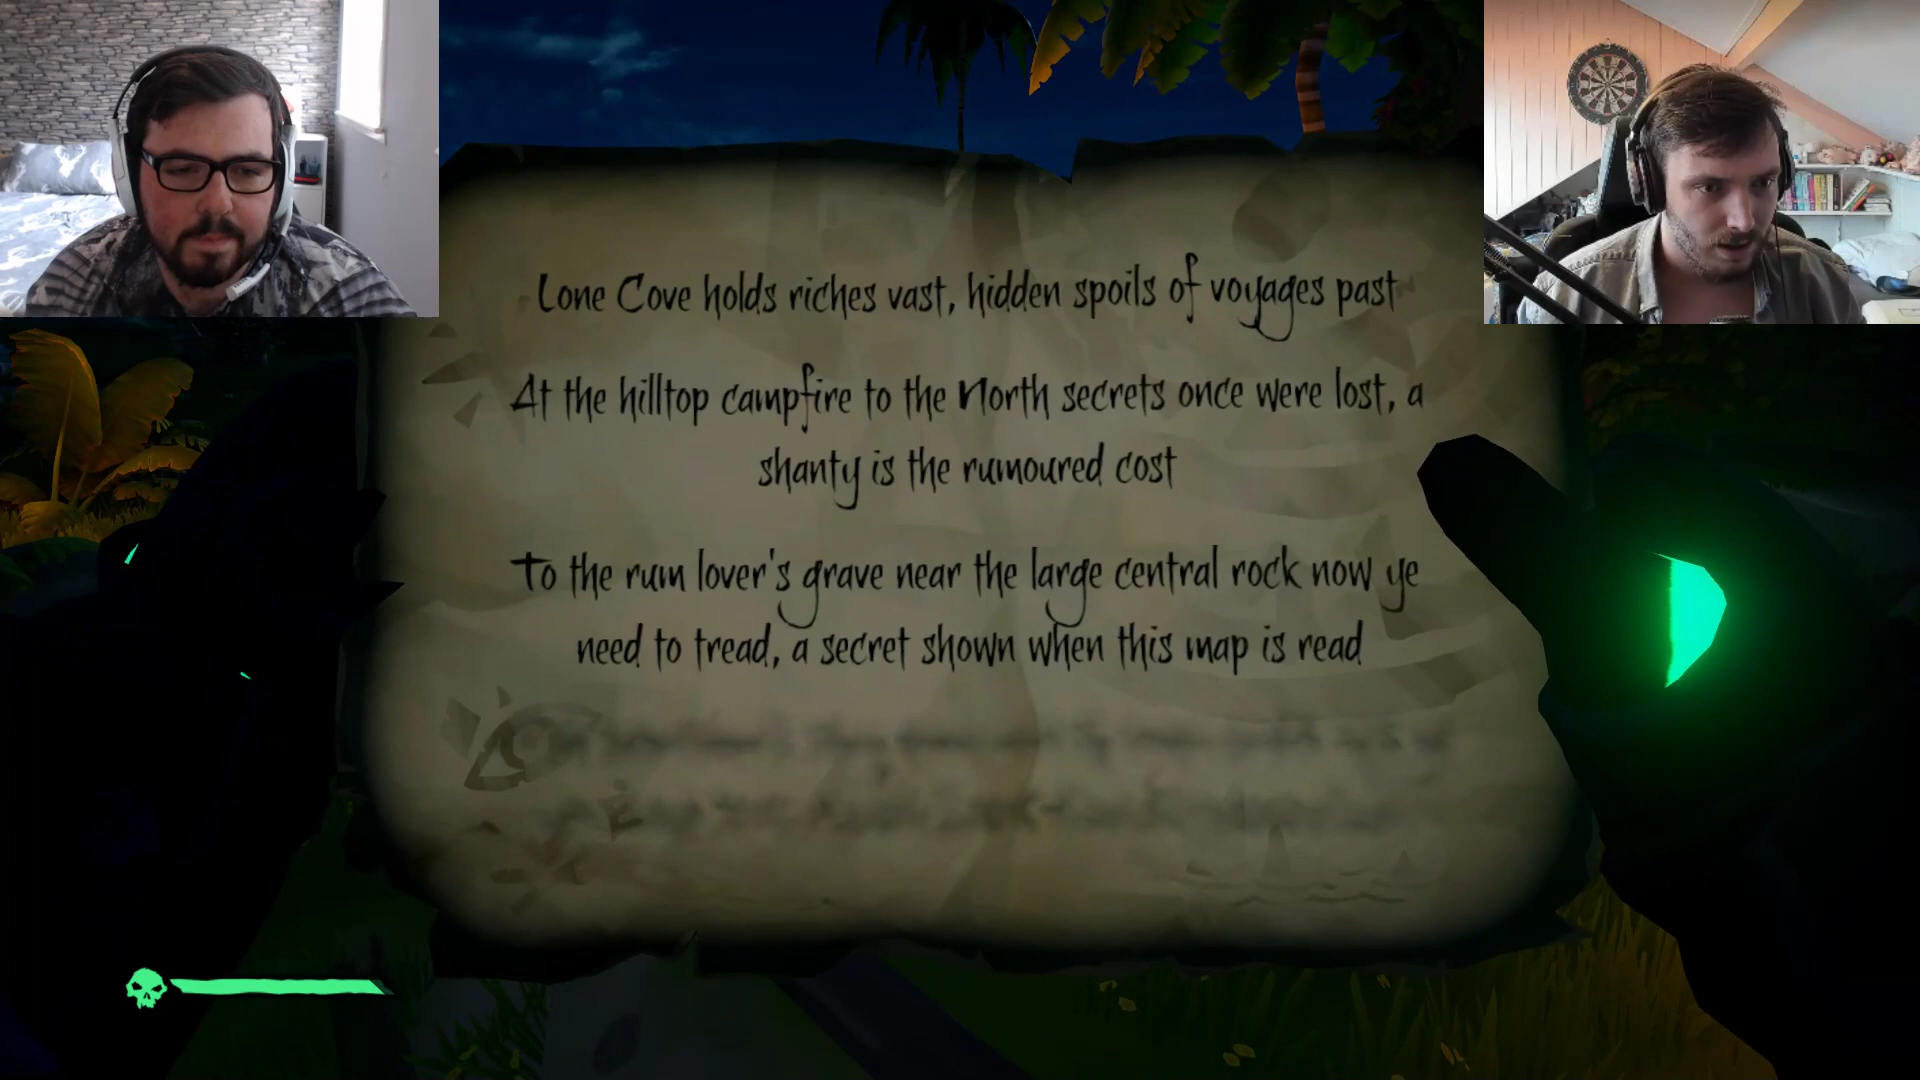 Lone Cove holds riches vast, hidden spoils of voyages past
At the hilltop campfire to the North secrets once were lost, a
shanty is the rumoured cost
To the rum lover's grave near the large central rock now ye
need to tread, a secret shown when this map is read